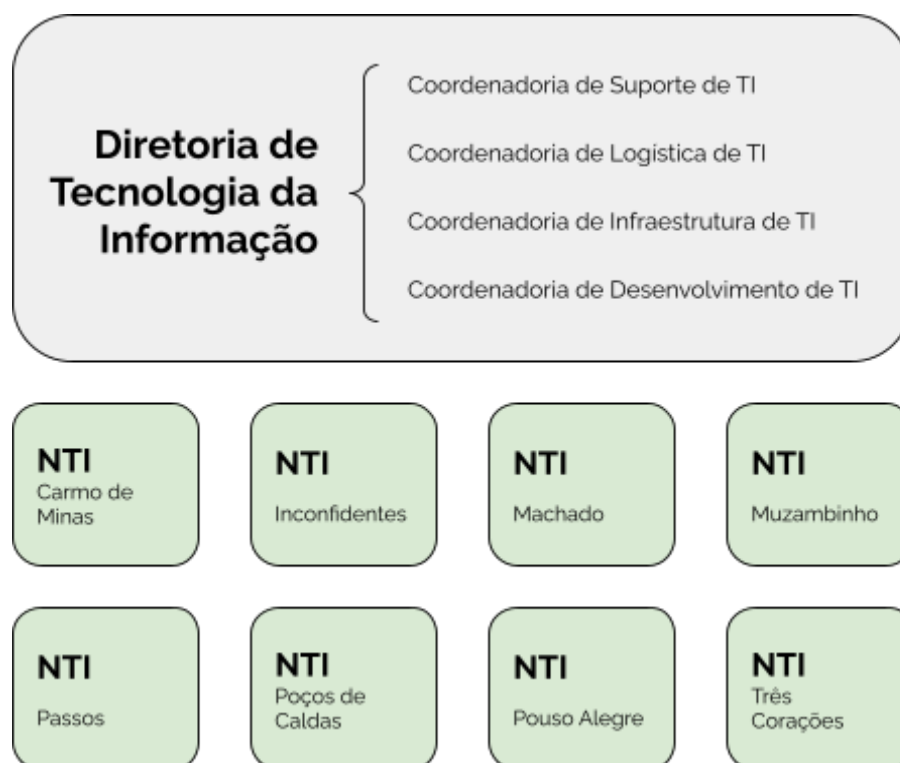 Diretoria de
Tecnologia da
Informação
Coordenadoria de Suporte de TI
Coordenadoria de Logística de TI
Coordenadoria de Infraestrutura de TI
Coordenadoria de Desenvolvimento de TI
NTI
Carmo de
Minas
NTI
Inconfidentes
NTI
Machado
NTI
Muzambinho
NTI
Passos
NTI
Poços de
Caldas
NTI
Pouso Alegre
NTI
Três
Corações